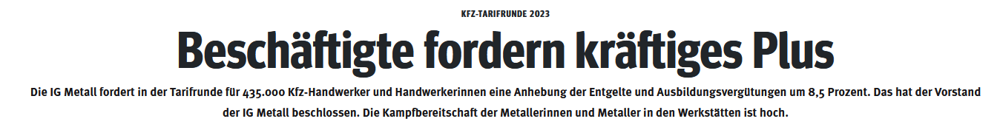 KFZ-TARIFRUNDE 2023
Beschäftigte fordern kräftiges Plus
Die IG Metall fordert in der Tarifrunde für 435.000 Kfz-Handwerker und Handwerkerinnen eine Anhebung der Entgelte und Ausbildungsvergütungen um 8,5 Prozent. Das hat der Vorstand
der IG Metall beschlossen. Die Kampfbereitschaft der Metallerinnen und Metaller in den Werkstätten ist hoch.